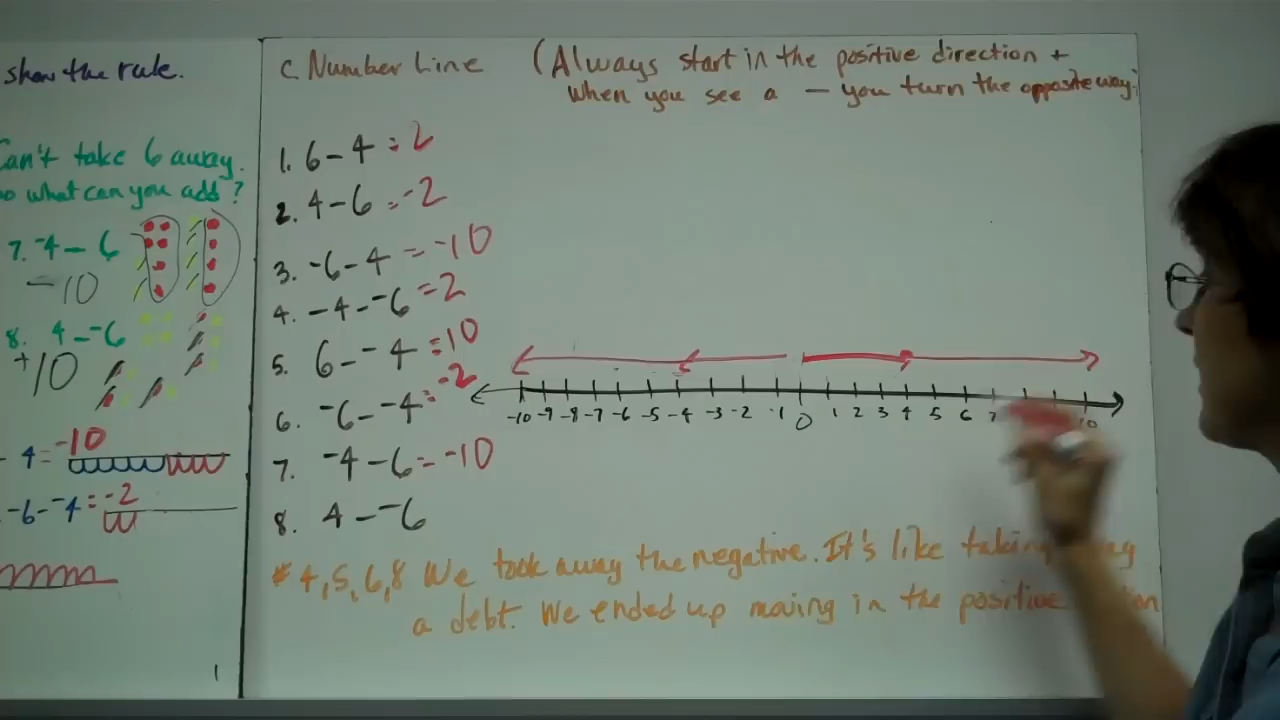 show the rule.
Can't take 6 away.
so what can you add?
7. -4 - 6
-10
8. 4 - -6
+10
- 4 = -10
-6 - -4 = -2
1
C Number Line (Always start in the positive direction +
when you see a — you turn the opposite way.
1. 6 - 4 = 2
2. 4 - 6 = -2
3. -6 - 4 = -10
4. -4 - -6 = 2
5. 6 - -4 = 10
6. -6 - -4 = -2
7. -4 - 6 = -10
8. 4 - -6
-10 -9 -8 -7 -6 -5 -4 -3 -2 -1 0 1 2 3 4 5 6 7 10
* 4,5,6,8 We took away the negative. It's like taking away
a debt. We ended up moving in the positive